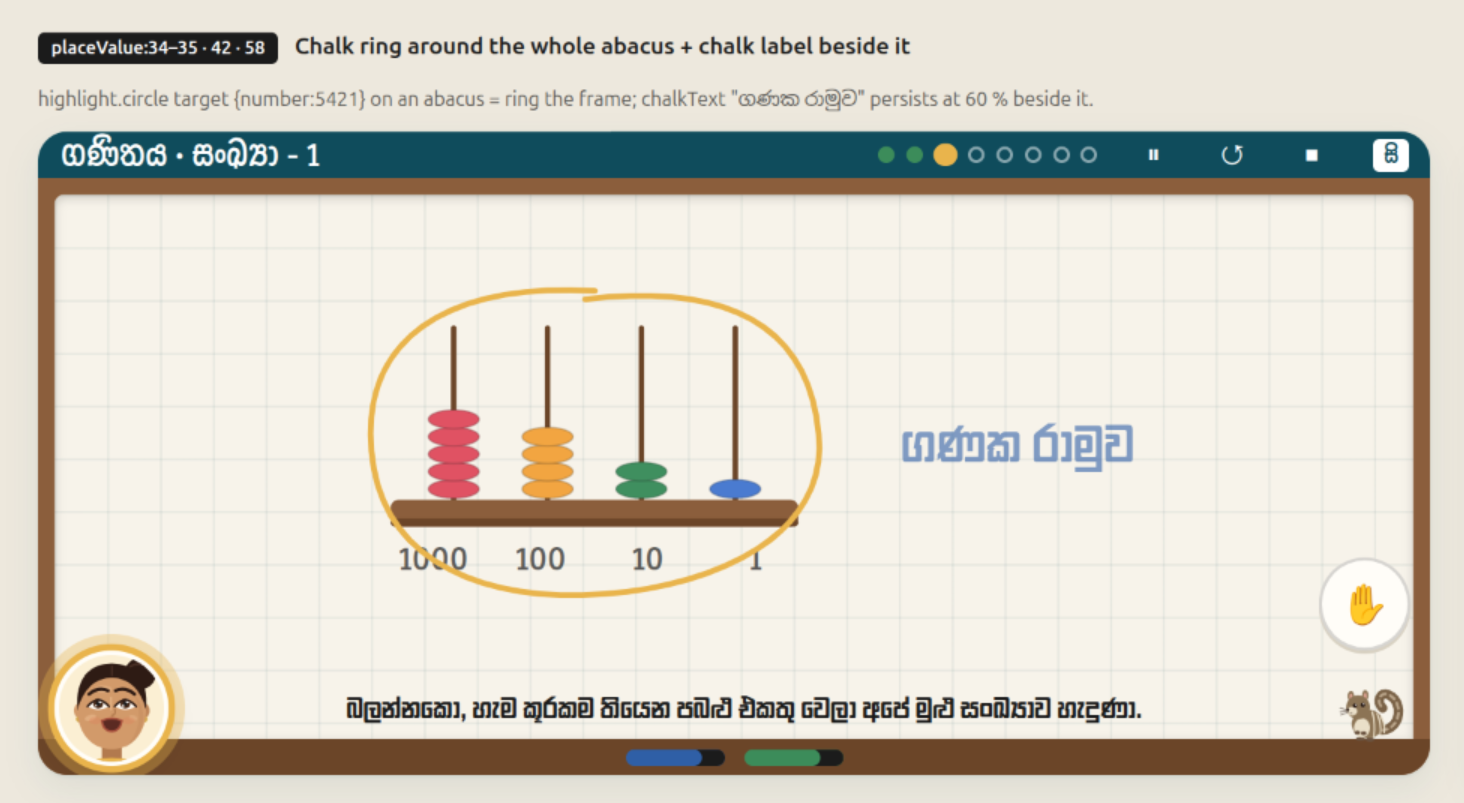 placeValue:34–35 · 42 · 58 Chalk ring around the whole abacus + chalk label beside it
highlight.circle target {number:5421} on an abacus = ring the frame; chalkText "ගණක රාමුව" persists at 60 % beside it.
ගණිතය · සංඛ්‍යා - 1
සි
ගණක රාමුව
1000 100 10 1
බලන්නකෝ, හැම කූරකම තියෙන පබළු එකතු වෙලා අපේ මුළු සංඛ්‍යාව හැදුණා.